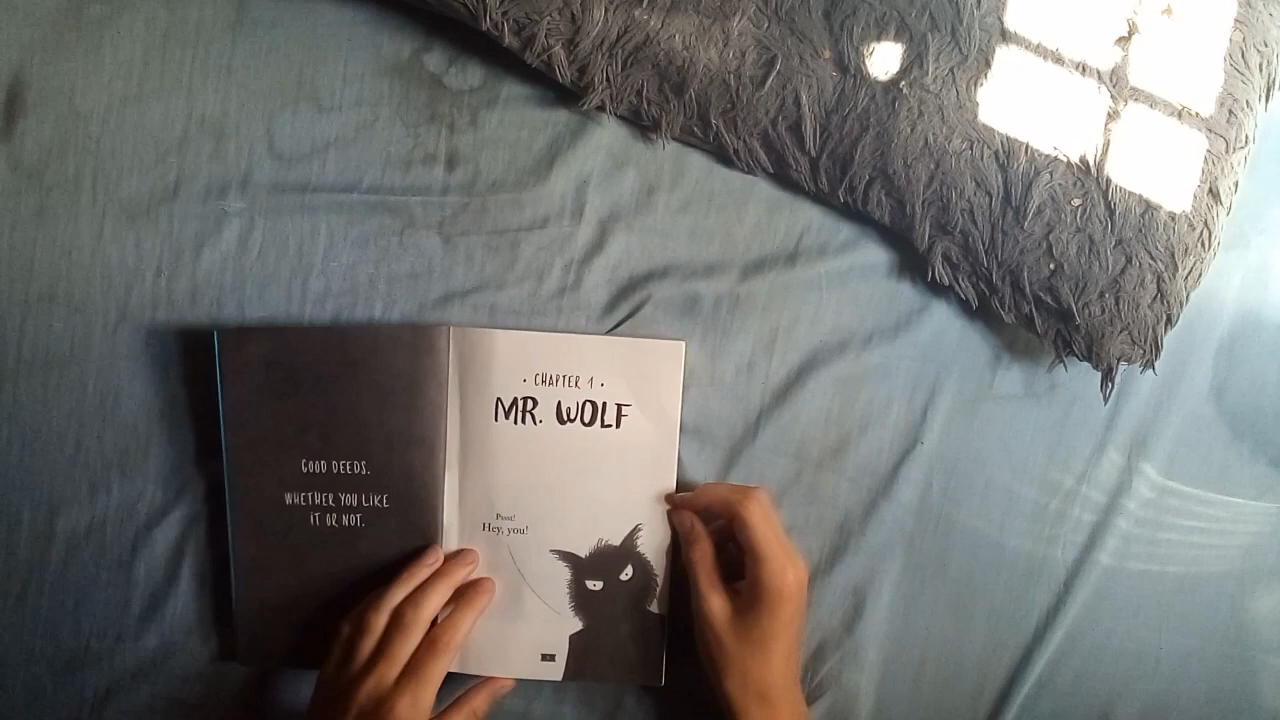 GOOD DEEDS.
WHETHER YOU LIKE
IT OR NOT.
• CHAPTER 1 •
MR. WOLF
Pssst!
Hey, you!